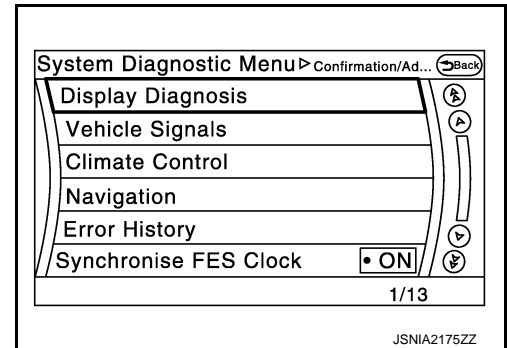 System Diagnostic Menu▷Confirmation/Ad... Back
Display Diagnosis
Vehicle Signals
Climate Control
Navigation
Error History
Synchronise FES Clock • ON
1/13
JSNIA2175ZZ